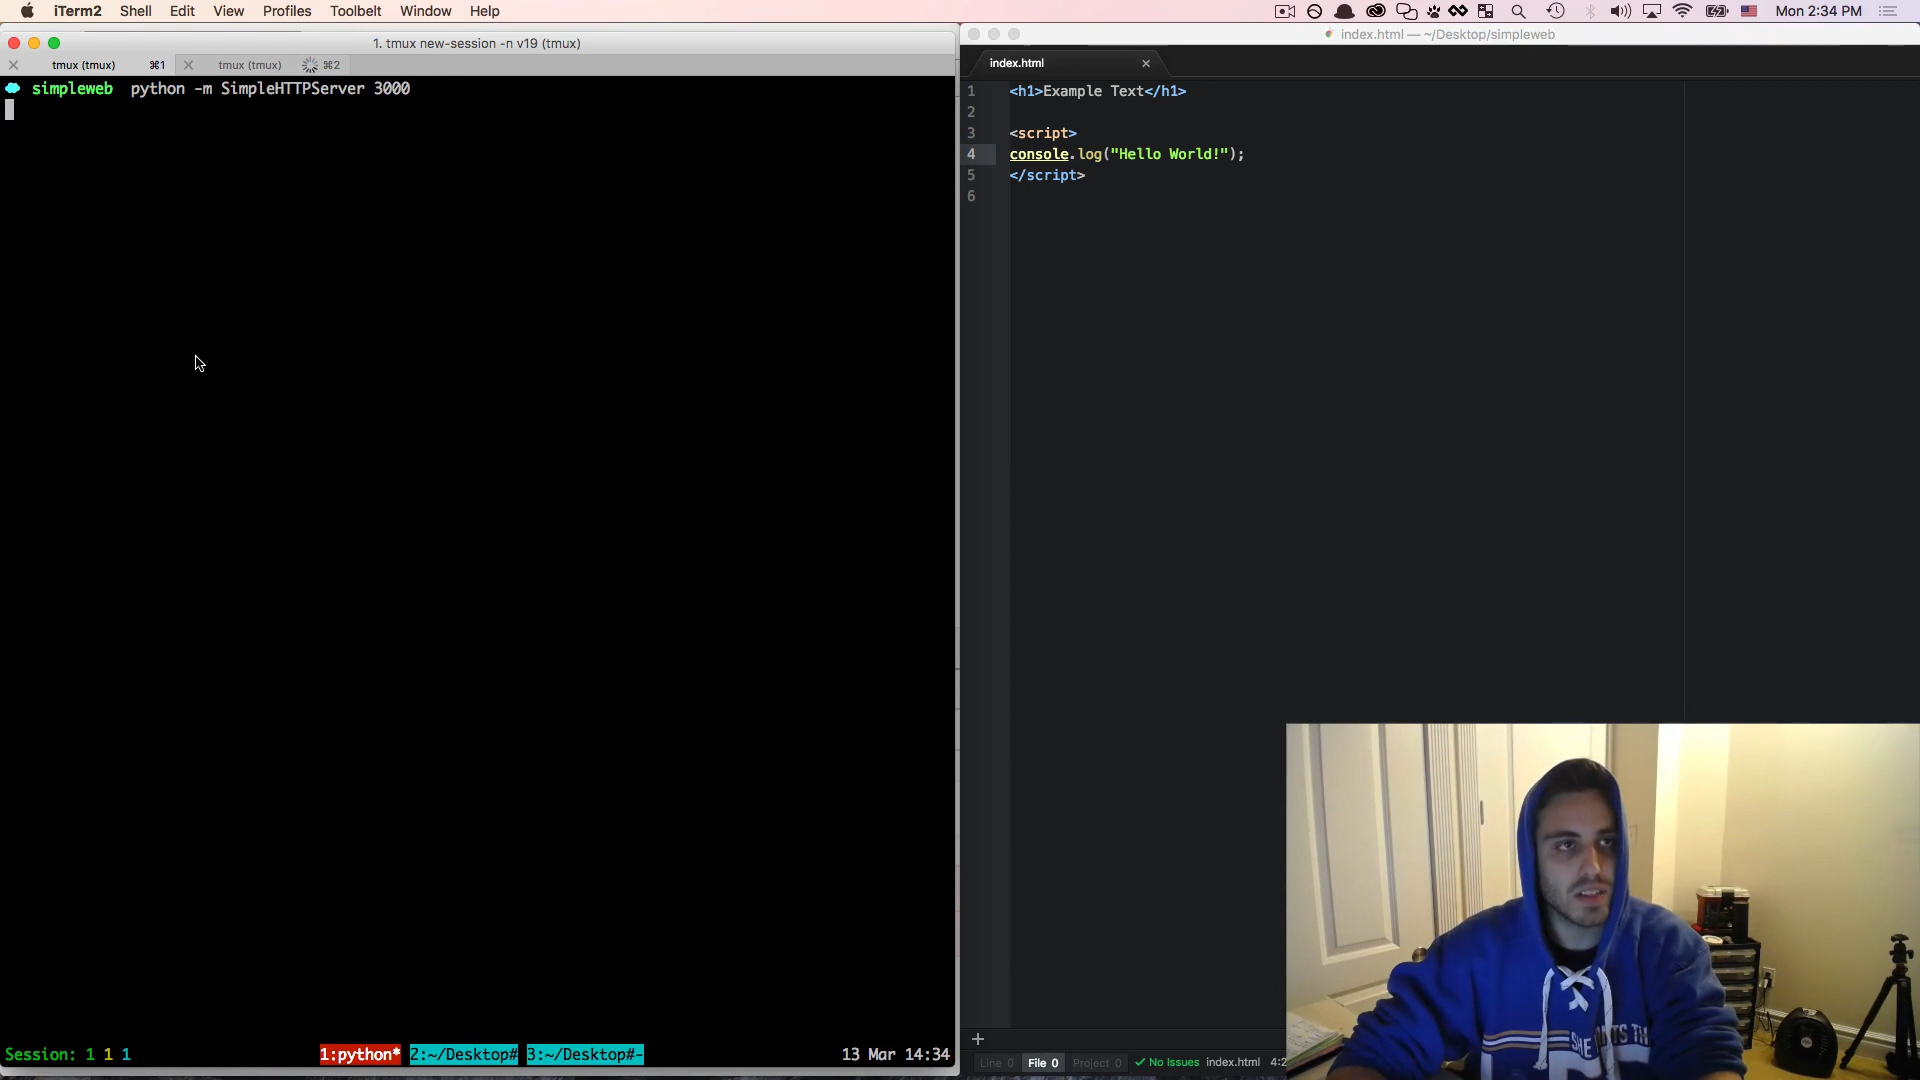 iTerm2 Shell Edit View Profiles Toolbelt Window Help
Mon 2:34 PM
1. tmux new-session -n v19 (tmux)
tmux (tmux) ⌘1
tmux (tmux) ⌘2
simpleweb python -m SimpleHTTPServer 3000
Session: 1 1 1
1:python* 2:~/Desktop# 3:~/Desktop#-
13 Mar 14:34
index.html — ~/Desktop/simpleweb
index.html
1 <h1>Example Text</h1>
2
3 <script>
4 console.log("Hello World!");
5 </script>
6
Line 0 File 0 Project 0 No Issues index.html 4:2